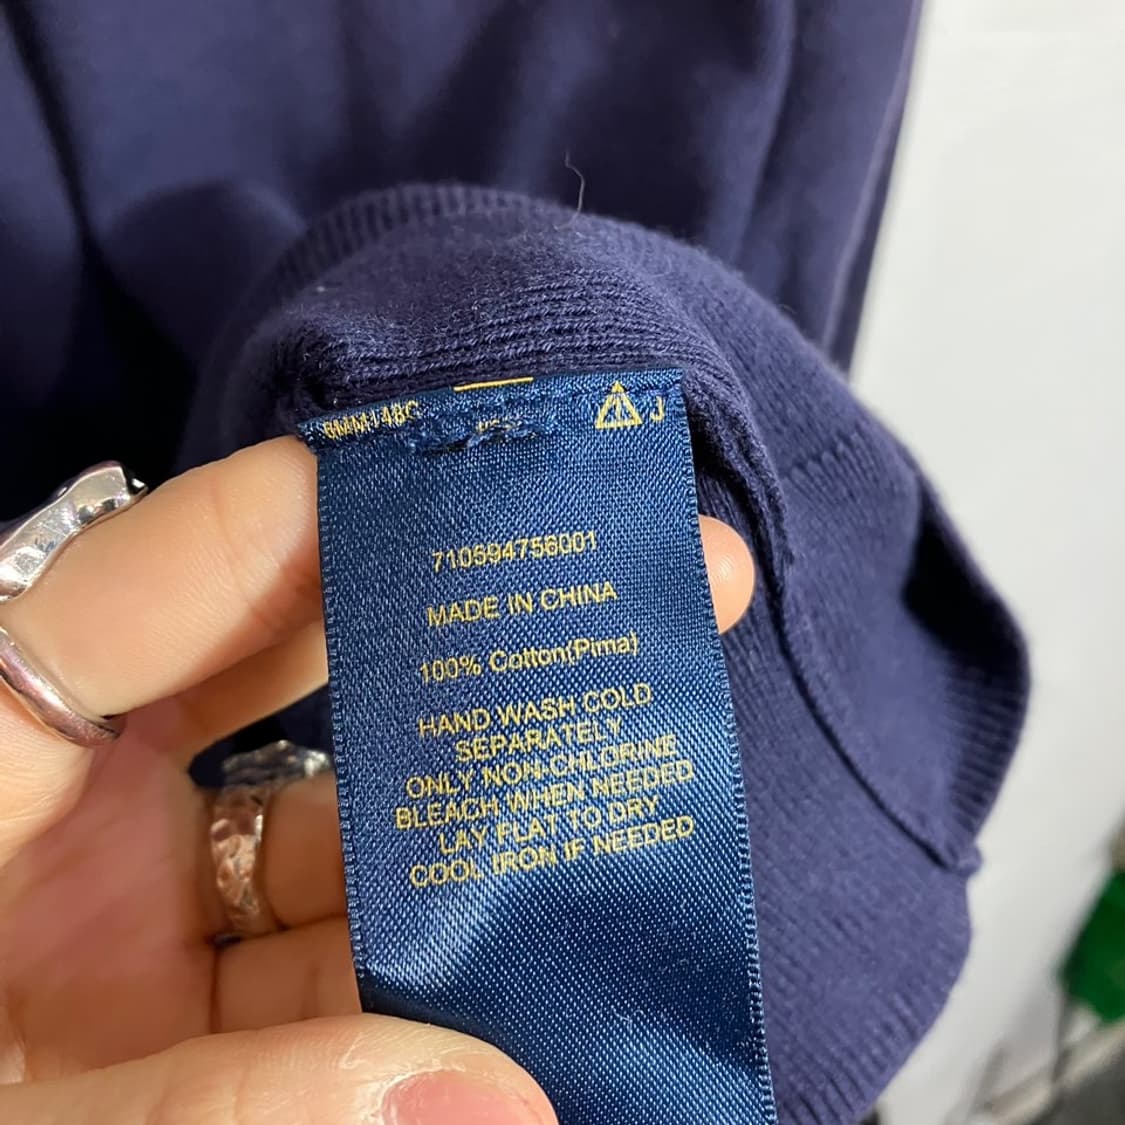 J
710594756001
MADE IN CHINA
100% Cotton(Pima)
HAND WASH COLD
SEPARATELY
ONLY NON-CHLORINE
BLEACH WHEN NEEDED
LAY FLAT TO DRY
COOL IRON IF NEEDED